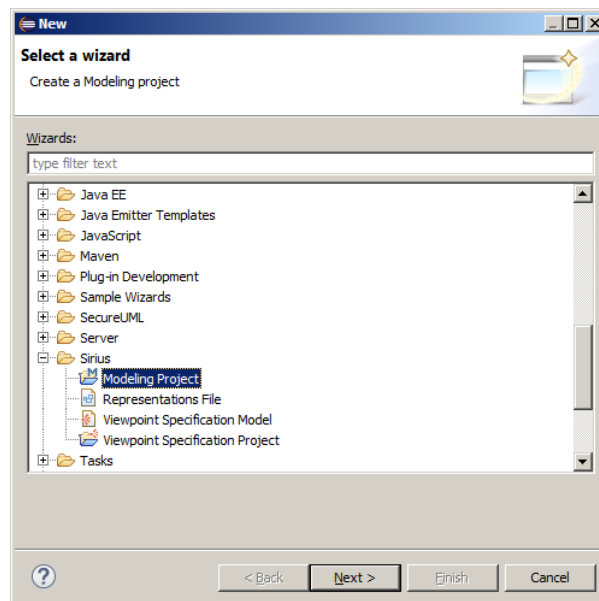 New
Select a wizard
Create a Modeling project
Wizards:
type filter text
Java EE
Java Emitter Templates
JavaScript
Maven
Plug-in Development
Sample Wizards
SecureUML
Server
Sirius
Modeling Project
Representations File
Viewpoint Specification Model
Viewpoint Specification Project
Tasks
? < Back Next > Finish Cancel